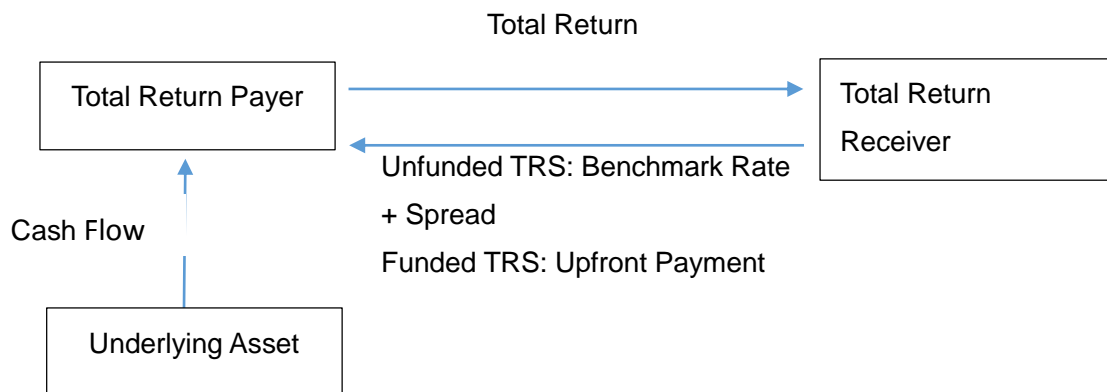 Total Return
Total Return Payer
Total Return
Receiver
Unfunded TRS: Benchmark Rate
+ Spread
Funded TRS: Upfront Payment
Cash Flow
Underlying Asset